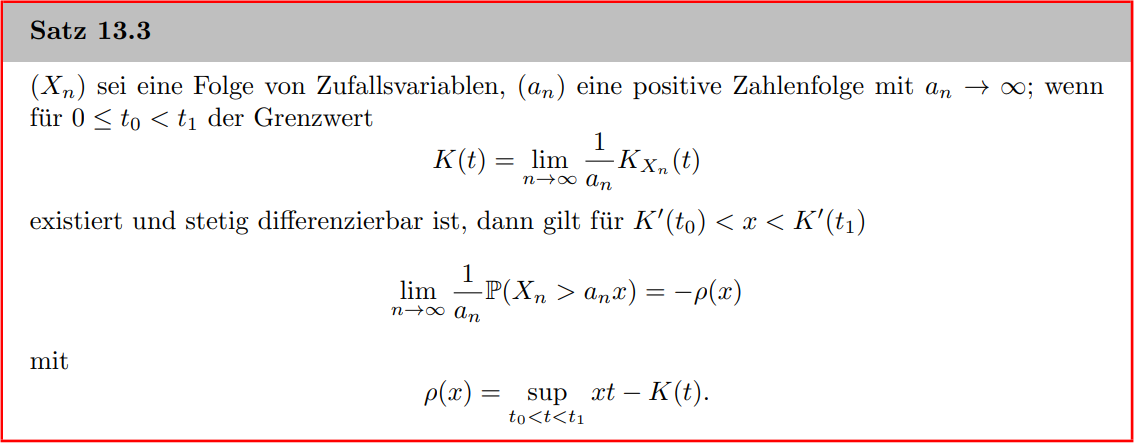 Satz 13.3
(Xₙ) sei eine Folge von Zufallsvariablen, (aₙ) eine positive Zahlenfolge mit aₙ → ∞; wenn
für 0 ≤ t₀ < t₁ der Grenzwert
K(t) = lim_{n→∞} 1/aₙ K_{Xₙ}(t)
existiert und stetig differenzierbar ist, dann gilt für K′(t₀) < x < K′(t₁)
lim_{n→∞} 1/aₙ ℙ(Xₙ > aₙx) = −ρ(x)
mit
ρ(x) = sup_{t₀<t<t₁} xt − K(t).